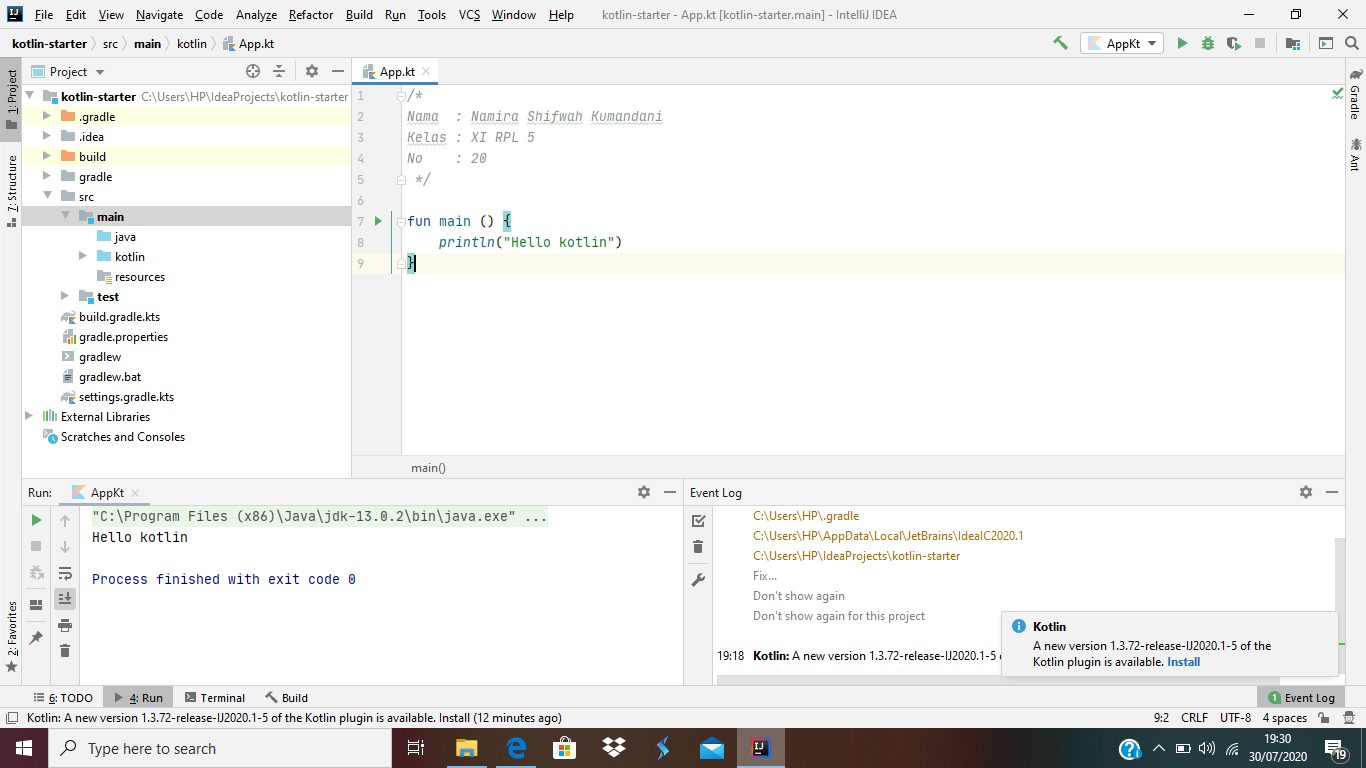 File Edit View Navigate Code Analyze Refactor Build Run Tools VCS Window Help kotlin-starter - App.kt [kotlin-starter.main] - IntelliJ IDEA
kotlin-starter src main kotlin App.kt AppKt
1: Project
7: Structure
2: Favorites
Project
kotlin-starter C:\Users\HP\IdeaProjects\kotlin-starter
.gradle
.idea
build
gradle
src
main
java
kotlin
resources
test
build.gradle.kts
gradle.properties
gradlew
gradlew.bat
settings.gradle.kts
External Libraries
Scratches and Consoles
App.kt
1 /*
2 Nama : Namira Shifwah Kumandani
3 Kelas : XI RPL 5
4 No : 20
5 */
6
7 fun main () {
8 println("Hello kotlin")
9 }
main()
Gradle
Ant
Run: AppKt
"C:\Program Files (x86)\Java\jdk-13.0.2\bin\java.exe" ...
Hello kotlin
Process finished with exit code 0
Event Log
C:\Users\HP\.gradle
C:\Users\HP\AppData\Local\JetBrains\IdeaIC2020.1
C:\Users\HP\IdeaProjects\kotlin-starter
Fix...
Don't show again
Don't show again for this project
19:18 Kotlin: A new version 1.3.72-release-IJ2020.1-5 o
Kotlin
A new version 1.3.72-release-IJ2020.1-5 of the
Kotlin plugin is available. Install
6: TODO 4: Run Terminal Build 1 Event Log
Kotlin: A new version 1.3.72-release-IJ2020.1-5 of the Kotlin plugin is available. Install (12 minutes ago) 9:2 CRLF UTF-8 4 spaces
Type here to search
19:30
30/07/2020
19